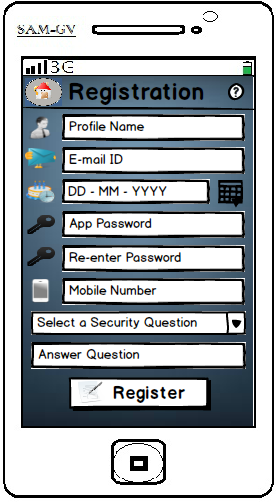 SAM-GV
3G
Registration ?
Profile Name
E-mail ID
DD - MM - YYYY
App Password
Re-enter Password
Mobile Number
Select a Security Question
Answer Question
Register